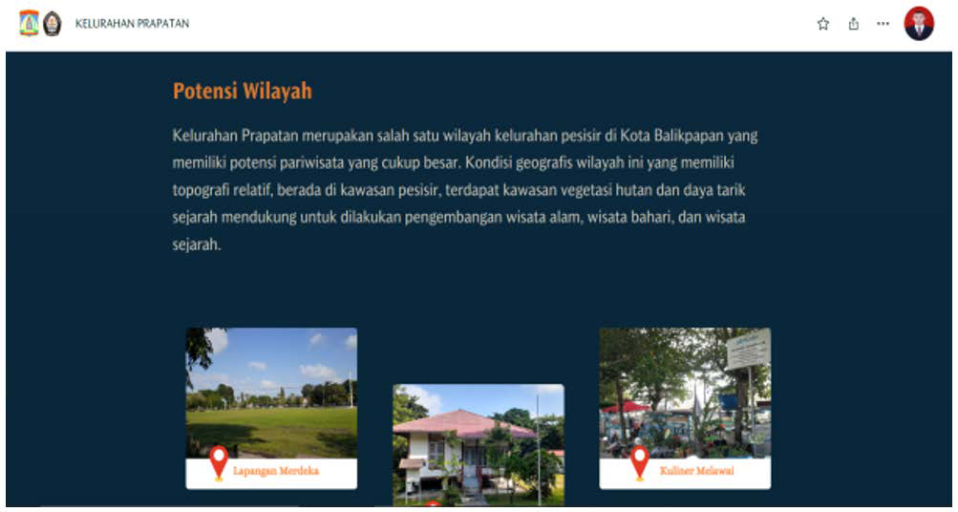 KELURAHAN PRAPATAN
Potensi Wilayah
Kelurahan Prapatan merupakan salah satu wilayah kelurahan pesisir di Kota Balikpapan yang
memiliki potensi pariwisata yang cukup besar. Kondisi geografis wilayah ini yang memiliki
topografi relatif, berada di kawasan pesisir, terdapat kawasan vegetasi hutan dan daya tarik
sejarah mendukung untuk dilakukan pengembangan wisata alam, wisata bahari, dan wisata
sejarah.
Lapangan Merdeka
Kuliner Melawai